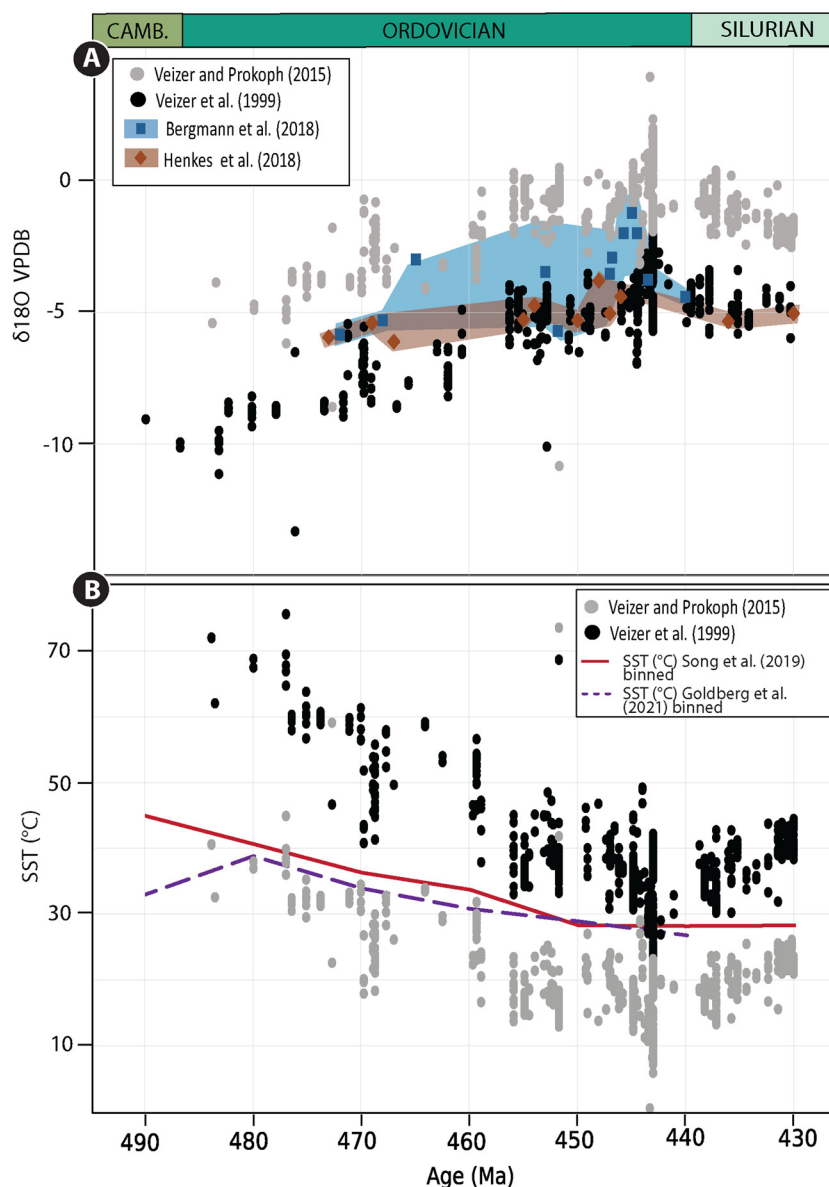 CAMB.
ORDOVICIAN
SILURIAN
A
Veizer and Prokoph (2015)
Veizer et al. (1999)
Bergmann et al. (2018)
Henkes et al. (2018)
δ18O VPDB
0
-5
-10
B
Veizer and Prokoph (2015)
Veizer et al. (1999)
SST (°C) Song et al. (2019)
binned
SST (°C) Goldberg et al.
(2021) binned
SST (°C)
70
50
30
10
490
480
470
460
450
440
430
Age (Ma)